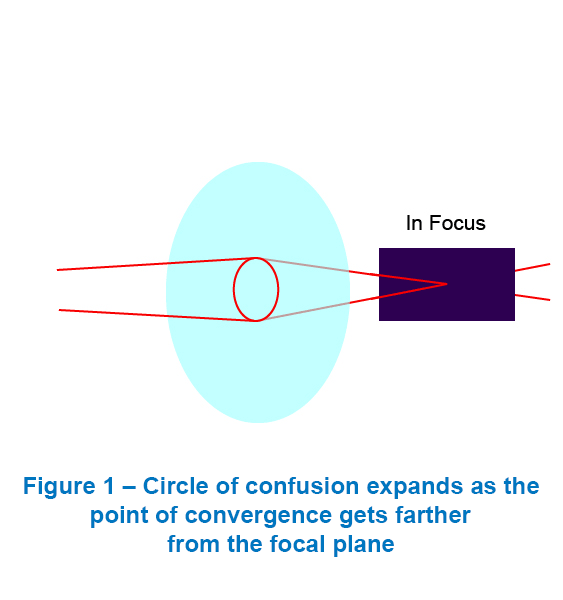 In Focus
Figure 1 – Circle of confusion expands as the
point of convergence gets farther
from the focal plane